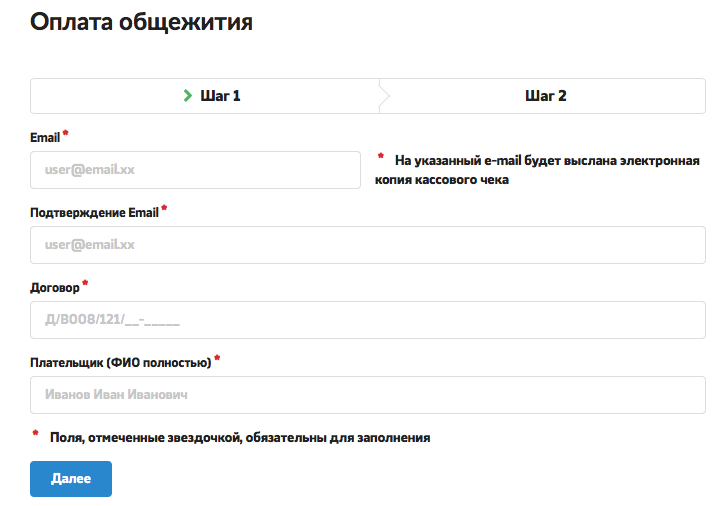 Оплата общежития
Шаг 1
Шаг 2
Email *
user@email.xx
* На указанный e-mail будет выслана электронная
копия кассового чека
Подтверждение Email *
user@email.xx
Договор *
Д/В008/121/__-_____
Плательщик (ФИО полностью) *
Иванов Иван Иванович
* Поля, отмеченные звездочкой, обязательны для заполнения
Далее